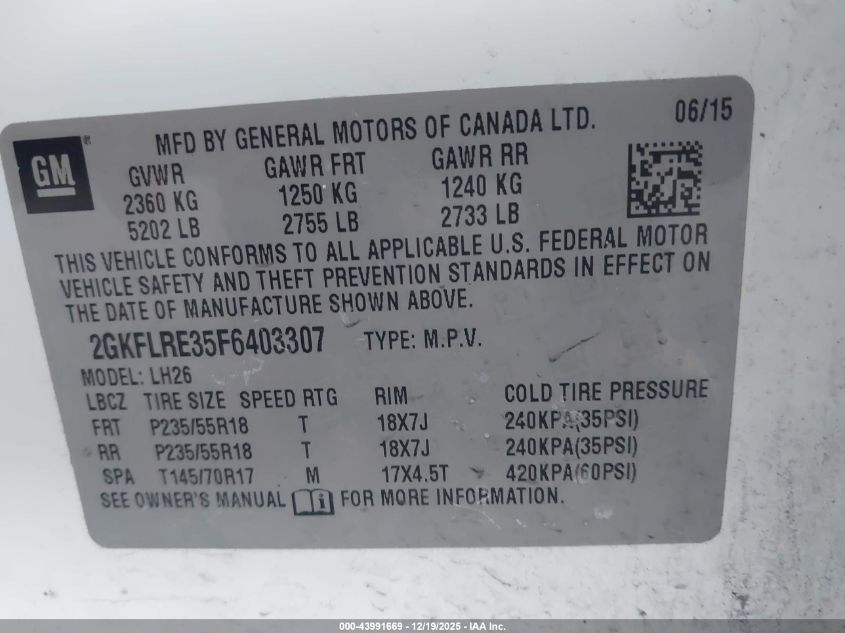 06/15
GM®
MFD BY GENERAL MOTORS OF CANADA LTD.
GVWR GAWR FRT GAWR RR
2360 KG 1250 KG 1240 KG
5202 LB 2755 LB 2733 LB
THIS VEHICLE CONFORMS TO ALL APPLICABLE U.S. FEDERAL MOTOR
VEHICLE SAFETY AND THEFT PREVENTION STANDARDS IN EFFECT ON
THE DATE OF MANUFACTURE SHOWN ABOVE.
2GKFLRE35F6403307 TYPE: M.P.V.
MODEL: LH26
LBCZ TIRE SIZE SPEED RTG RIM COLD TIRE PRESSURE
FRT P235/55R18 T 18X7J 240KPA(35PSI)
RR P235/55R18 T 18X7J 240KPA(35PSI)
SPA T145/70R17 M 17X4.5T 420KPA(60PSI)
SEE OWNER'S MANUAL i FOR MORE INFORMATION.
000-43991669 - 12/19/2025 - IAA Inc.